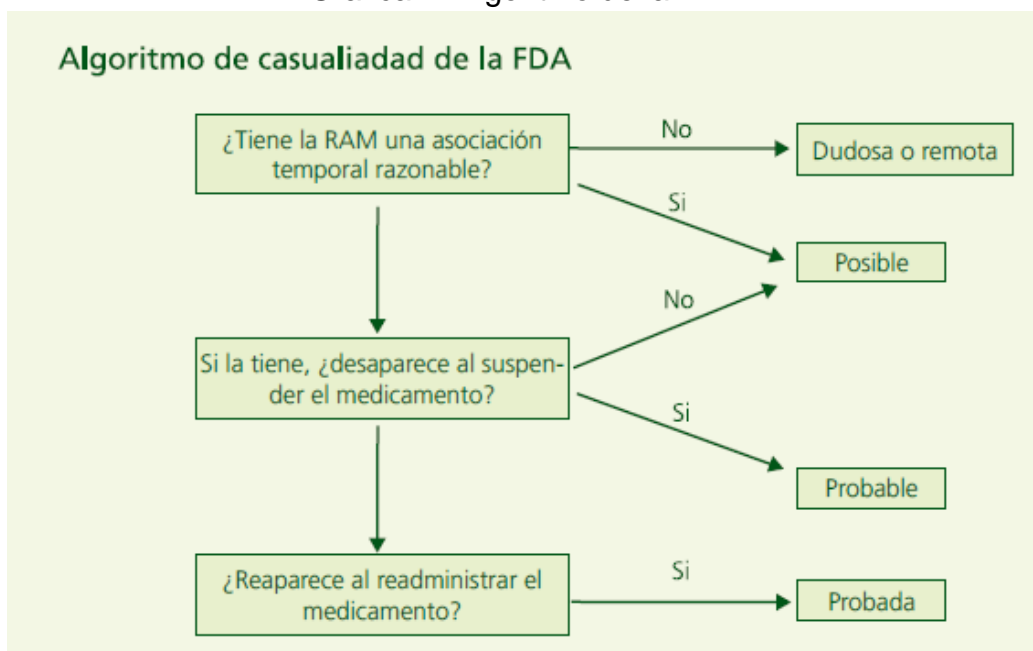 Algoritmo de casualiadad de la FDA
¿Tiene la RAM una asociación
temporal razonable?
No
Dudosa o remota
Si
Posible
No
Si la tiene, ¿desaparece al suspen-
der el medicamento?
Si
Probable
¿Reaparece al readministrar el
medicamento?
Si
Probada